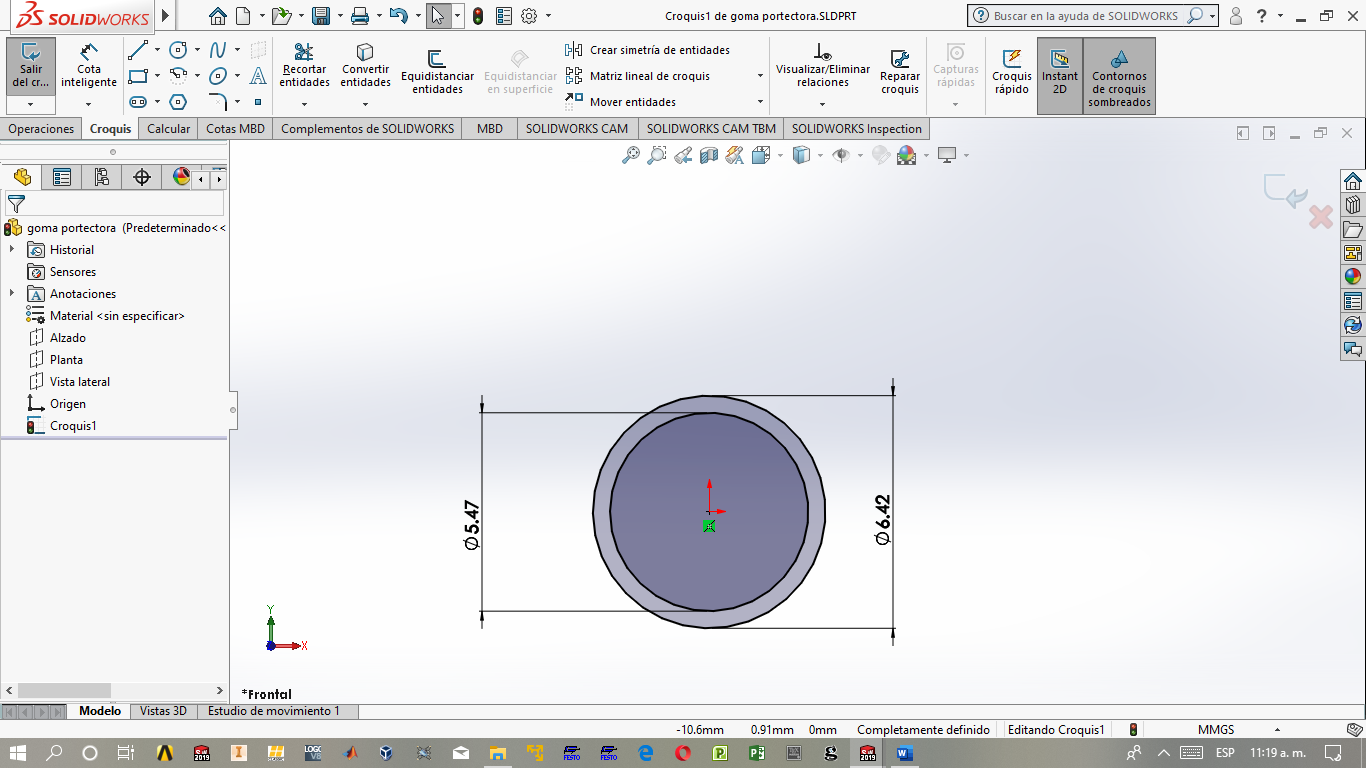 SOLIDWORKS
Croquis1 de goma portectora.SLDPRT
Buscar en la ayuda de SOLIDWORKS
?
Salir del cr...
Cota inteligente
Recortar entidades
Convertir entidades
Equidistanciar entidades
Equidistanciar en superficie
Crear simetría de entidades
Matriz lineal de croquis
Mover entidades
Visualizar/Eliminar relaciones
Reparar croquis
Capturas rápidas
Croquis rápido
Instant 2D
Contornos de croquis sombreados
Operaciones
Croquis
Calcular
Cotas MBD
Complementos de SOLIDWORKS
MBD
SOLIDWORKS CAM
SOLIDWORKS CAM TBM
SOLIDWORKS Inspection
goma portectora (Predeterminado<<
Historial
Sensores
Anotaciones
Material <sin especificar>
Alzado
Planta
Vista lateral
Origen
Croquis1
∅5.47
∅6.42
Y
X
*Frontal
Modelo
Vistas 3D
Estudio de movimiento 1
-10.6mm 0.91mm 0mm Completamente definido Editando Croquis1 MMGS
ESP 11:19 a. m.